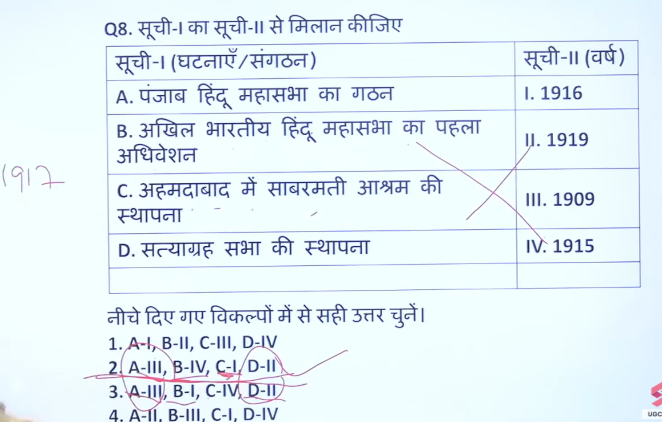 Q8. सूची-I का सूची-II से मिलान कीजिए
सूची-I (घटनाएँ/संगठन) सूची-II (वर्ष)
A. पंजाब हिंदू महासभा का गठन I. 1916
B. अखिल भारतीय हिंदू महासभा का पहला
अधिवेशन II. 1919
1917
C. अहमदाबाद में साबरमती आश्रम की
स्थापना III. 1909
D. सत्याग्रह सभा की स्थापना IV. 1915
नीचे दिए गए विकल्पों में से सही उत्तर चुनें।
1. A-I, B-II, C-III, D-IV
2. A-III, B-IV, C-I, D-II
3. A-III, B-I, C-IV, D-II
4. A-II, B-III, C-I, D-IV
UGC